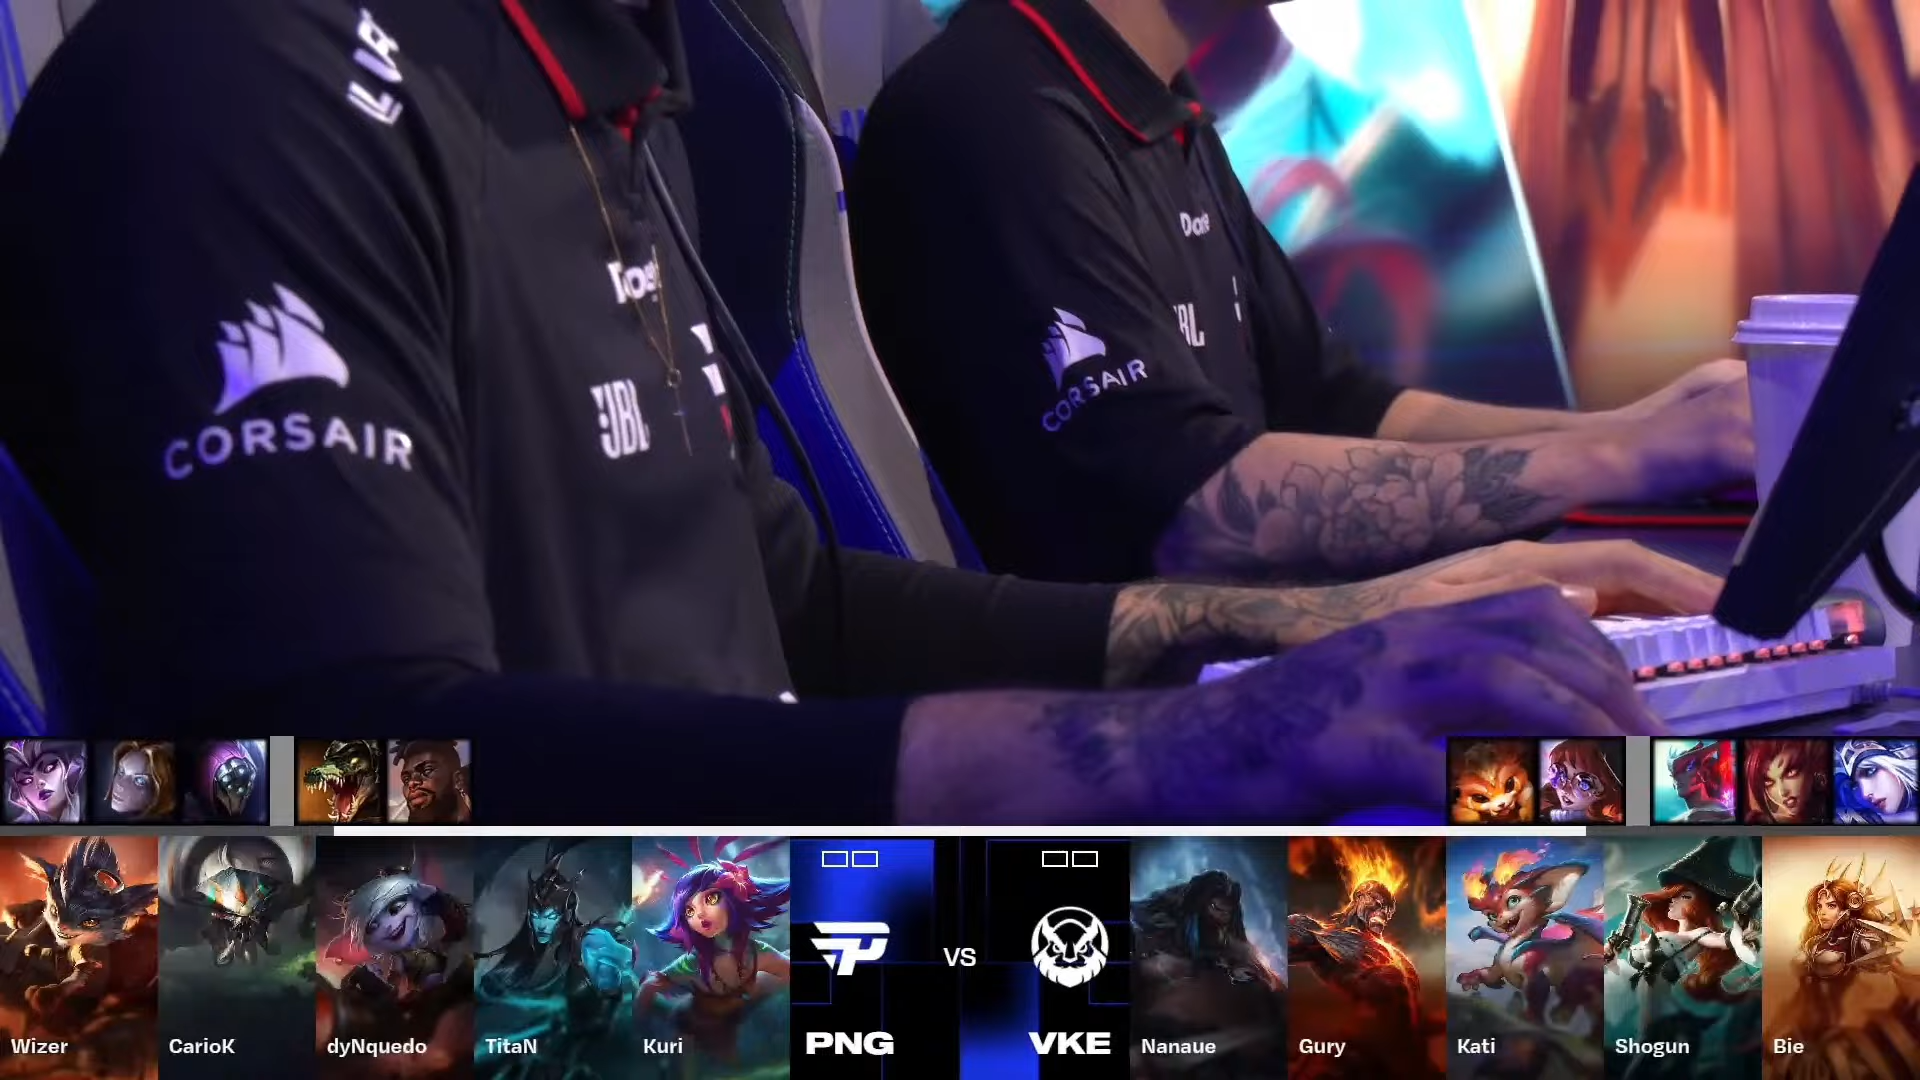 CORSAIR
JBL
CORSAIR
Wizer
CarioK
dyNquedo
TitaN
Kuri
PNG
VS
VKE
Nanaue
Gury
Kati
Shogun
Bie